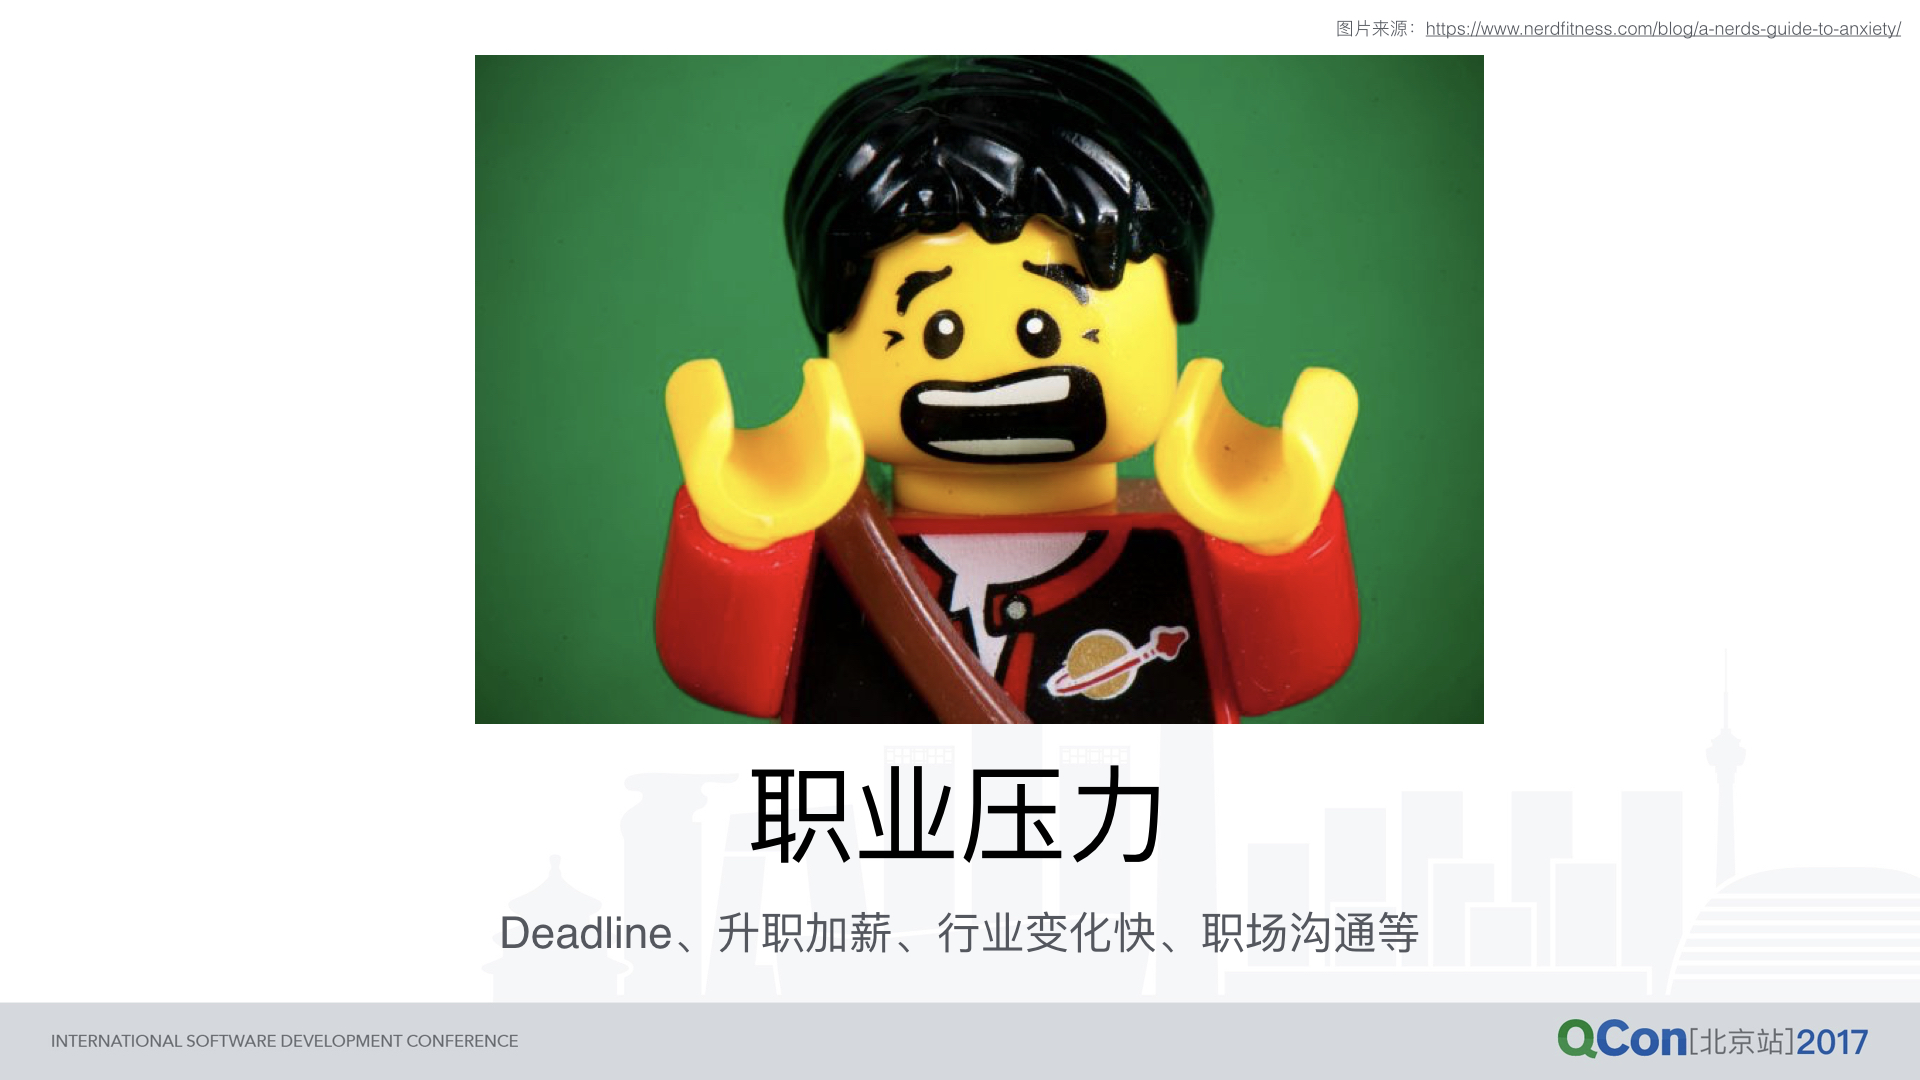 图片来源：https://www.nerdfitness.com/blog/a-nerds-guide-to-anxiety/
职业压力
Deadline、升职加薪、行业变化快、职场沟通等
INTERNATIONAL SOFTWARE DEVELOPMENT CONFERENCE
QCon[北京站]2017